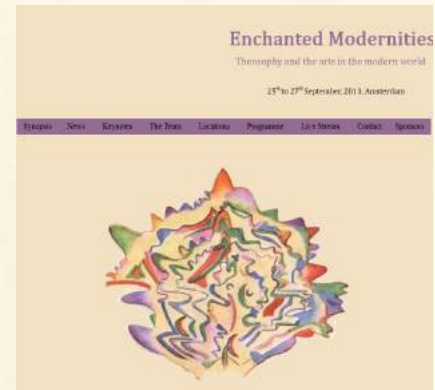 Enchanted Modernities
Theosophy and the arts in the modern world
25th to 27th September, 2013, Amsterdam
Synopsis News Keynotes The Team Locations Programme Live Stream Contact Sponsors